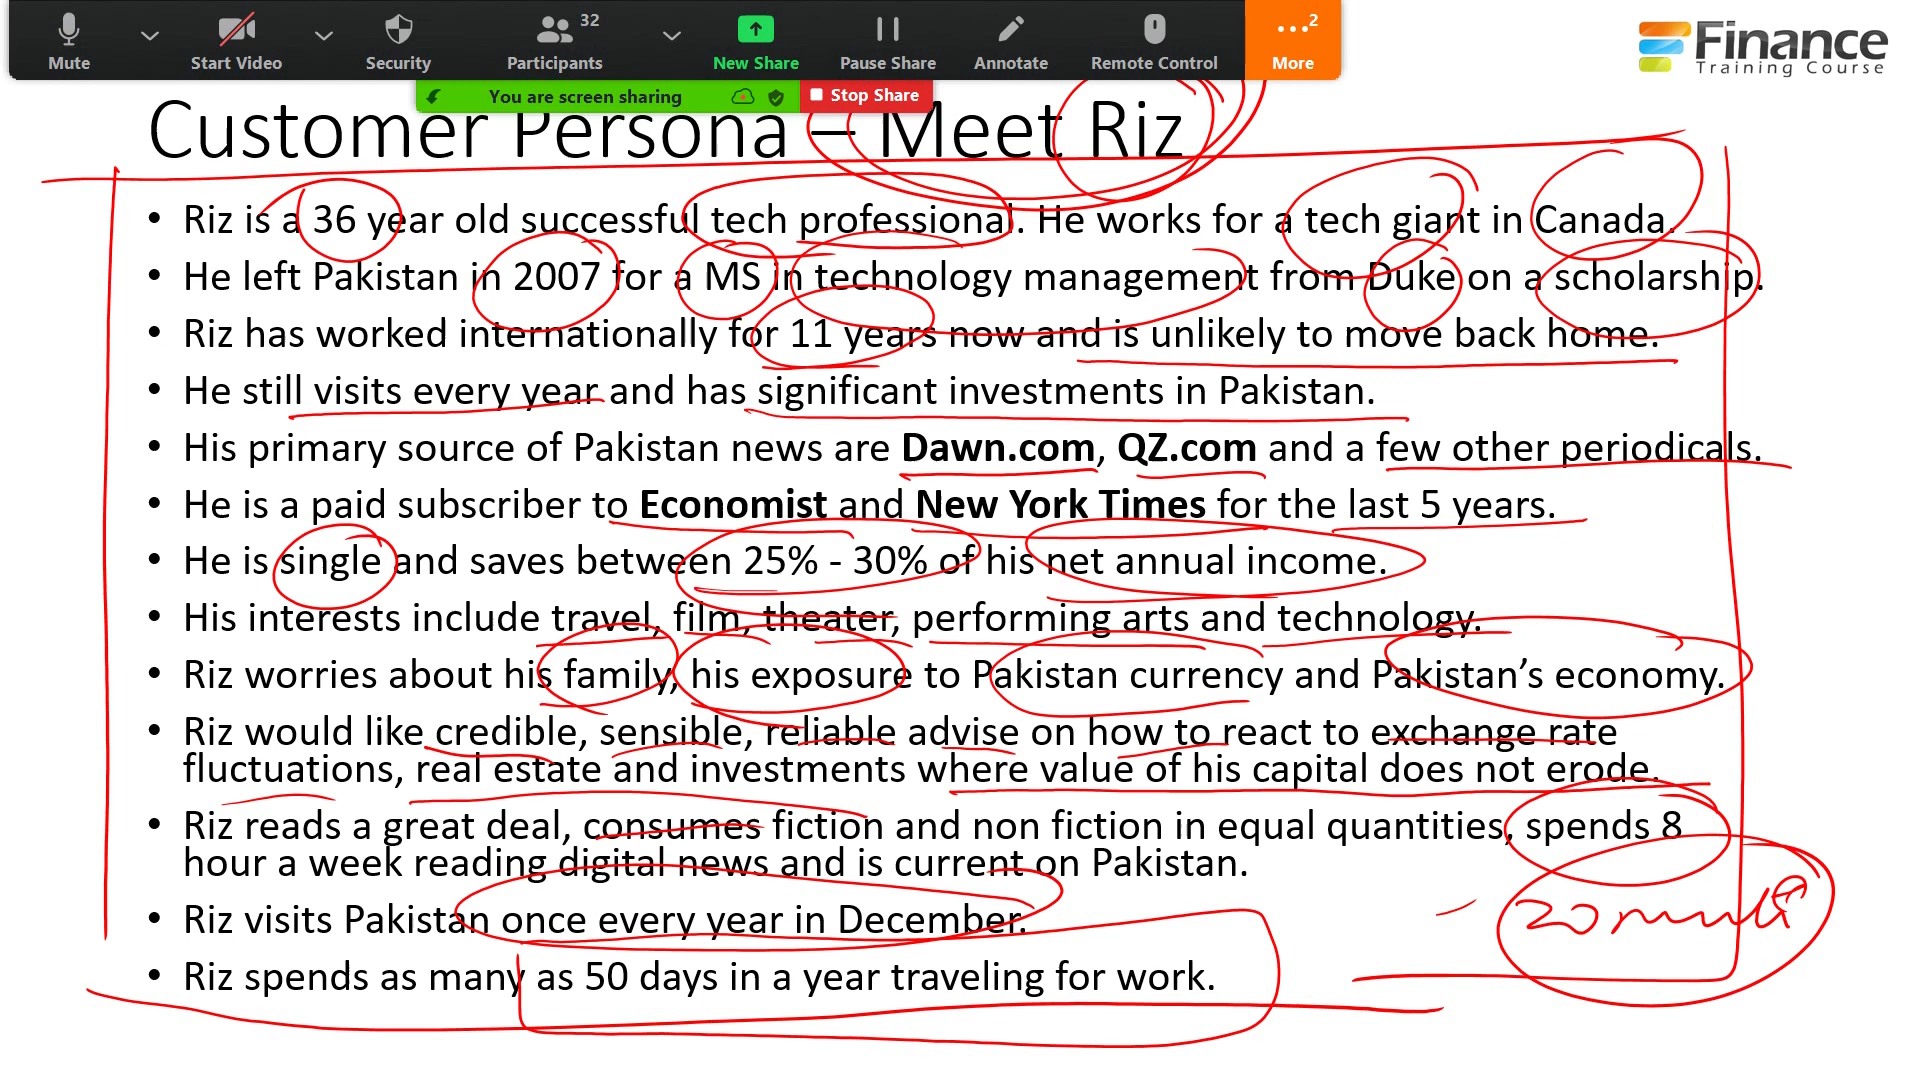 Mute
Start Video
Security
Participants
32
New Share
Pause Share
Annotate
Remote Control
2
More
Finance
Training Course
You are screen sharing
Stop Share
Customer Persona – Meet Riz
• Riz is a 36 year old successful tech professional. He works for a tech giant in Canada.
• He left Pakistan in 2007 for a MS in technology management from Duke on a scholarship.
• Riz has worked internationally for 11 years now and is unlikely to move back home.
• He still visits every year and has significant investments in Pakistan.
• His primary source of Pakistan news are Dawn.com, QZ.com and a few other periodicals.
• He is a paid subscriber to Economist and New York Times for the last 5 years.
• He is single and saves between 25% - 30% of his net annual income.
• His interests include travel, film, theater, performing arts and technology.
• Riz worries about his family, his exposure to Pakistan currency and Pakistan’s economy.
• Riz would like credible, sensible, reliable advise on how to react to exchange rate
fluctuations, real estate and investments where value of his capital does not erode.
• Riz reads a great deal, consumes fiction and non fiction in equal quantities, spends 8
hour a week reading digital news and is current on Pakistan.
• Riz visits Pakistan once every year in December.
20
• Riz spends as many as 50 days in a year traveling for work.